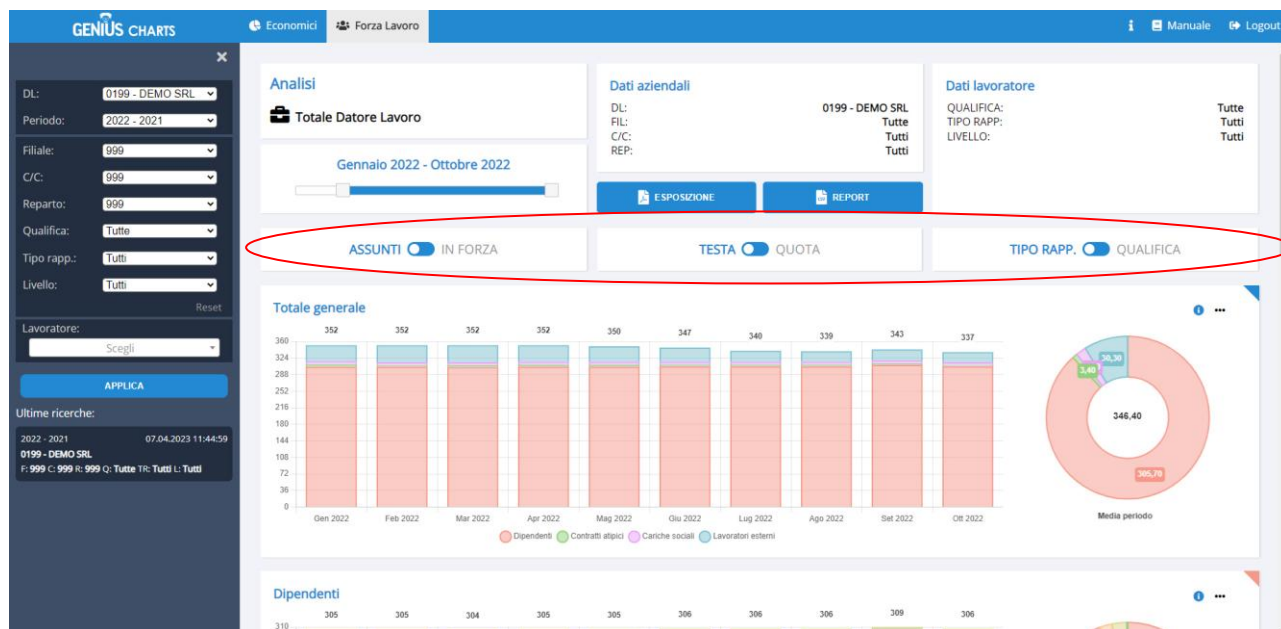 GENIUS CHARTS
Economici
Forza Lavoro
i
Manuale
Logout
×
DL: 0199 - DEMO SRL
Periodo: 2022 - 2021
Filiale: 999
C/C: 999
Reparto: 999
Qualifica: Tutte
Tipo rapp.: Tutti
Livello: Tutti
Reset
Lavoratore:
Scegli
APPLICA
Ultime ricerche:
2022 - 2021 07.04.2023 11:44:59
0199 - DEMO SRL
F: 999 C: 999 R: 999 Q: Tutte TR: Tutti L: Tutti
Analisi
Totale Datore Lavoro
Gennaio 2022 - Ottobre 2022
Dati aziendali
DL: 0199 - DEMO SRL
FIL: Tutte
C/C: Tutti
REP: Tutti
ESPOSIZIONE
REPORT
Dati lavoratore
QUALIFICA: Tutte
TIPO RAPP: Tutti
LIVELLO: Tutti
ASSUNTI IN FORZA
TESTA QUOTA
TIPO RAPP. QUALIFICA
Totale generale
352 352 352 352 350 347 340 339 343 337
360
324
288
252
216
180
144
108
72
36
0
Gen 2022 Feb 2022 Mar 2022 Apr 2022 Mag 2022 Giu 2022 Lug 2022 Ago 2022 Set 2022 Ott 2022
Dipendenti Contratti atipici Cariche sociali Lavoratori esterni
30,30
3,40
346,40
305,70
Media periodo
Dipendenti
305 305 304 305 305 306 306 306 309 306
310